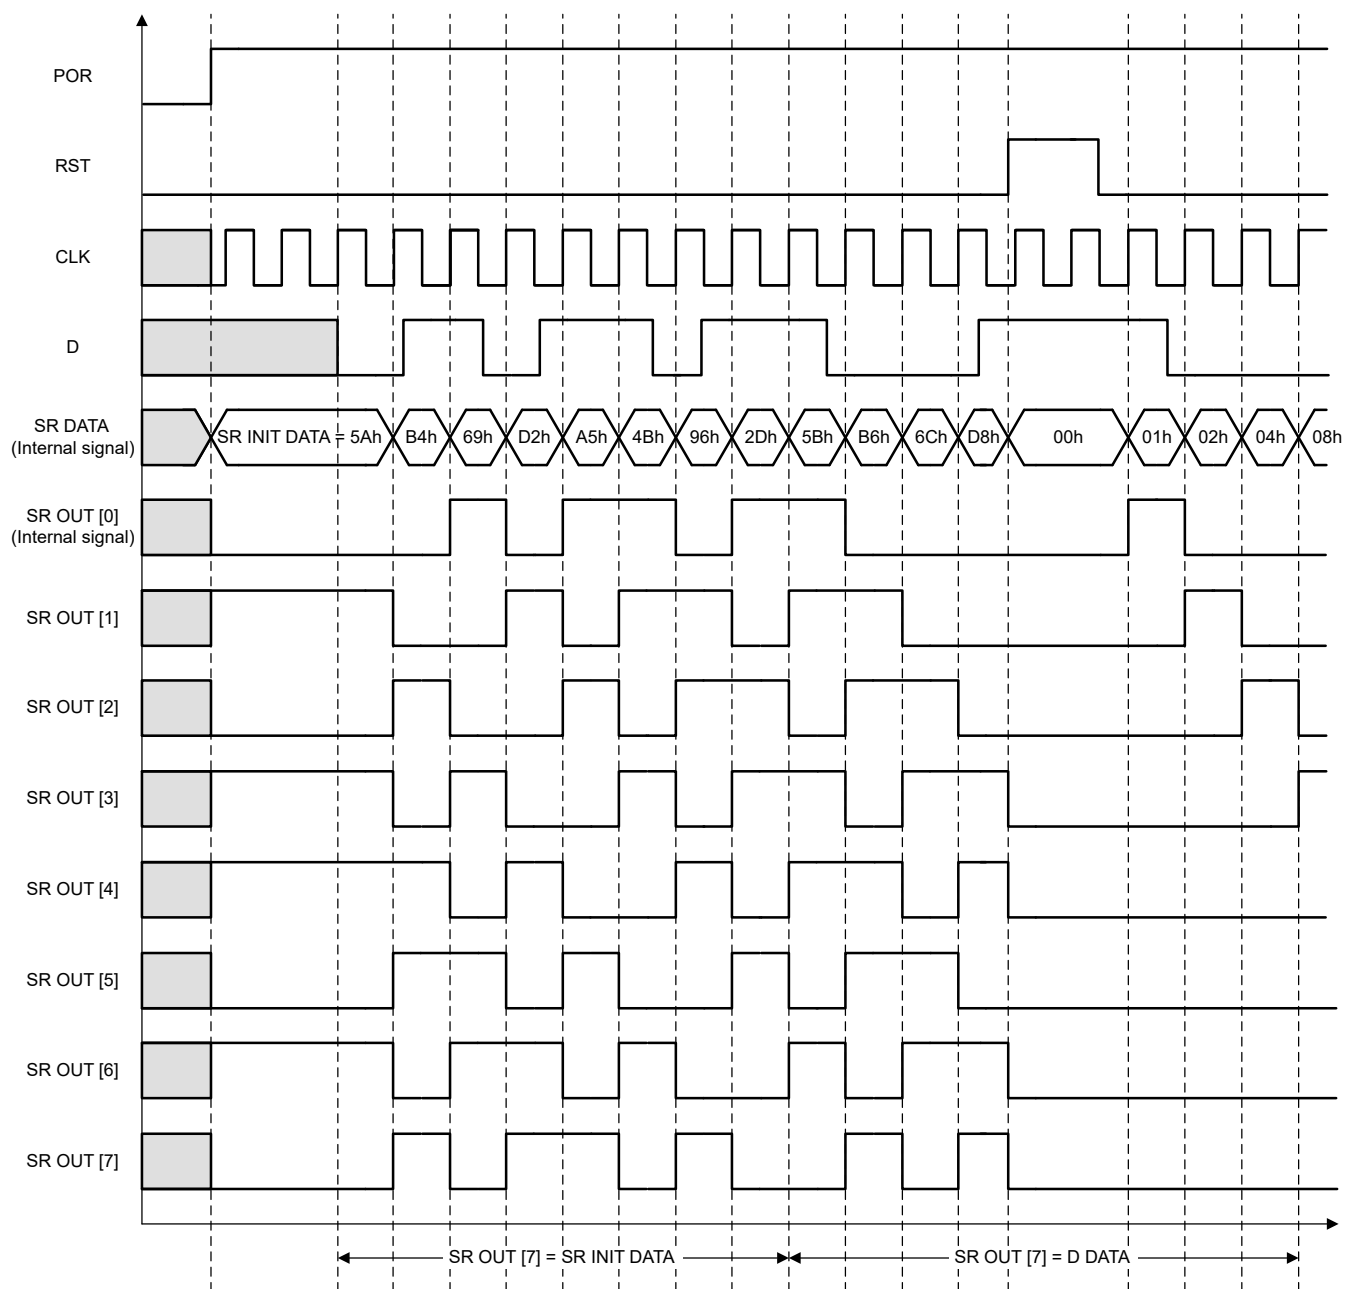 POR
RST
CLK
D
SR DATA
(Internal signal)
SR INIT DATA = 5Ah B4h 69h D2h A5h 4Bh 96h 2Dh 5Bh B6h 6Ch D8h 00h 01h 02h 04h 08h
SR OUT [0]
(Internal signal)
SR OUT [1]
SR OUT [2]
SR OUT [3]
SR OUT [4]
SR OUT [5]
SR OUT [6]
SR OUT [7]
SR OUT [7] = SR INIT DATA SR OUT [7] = D DATA